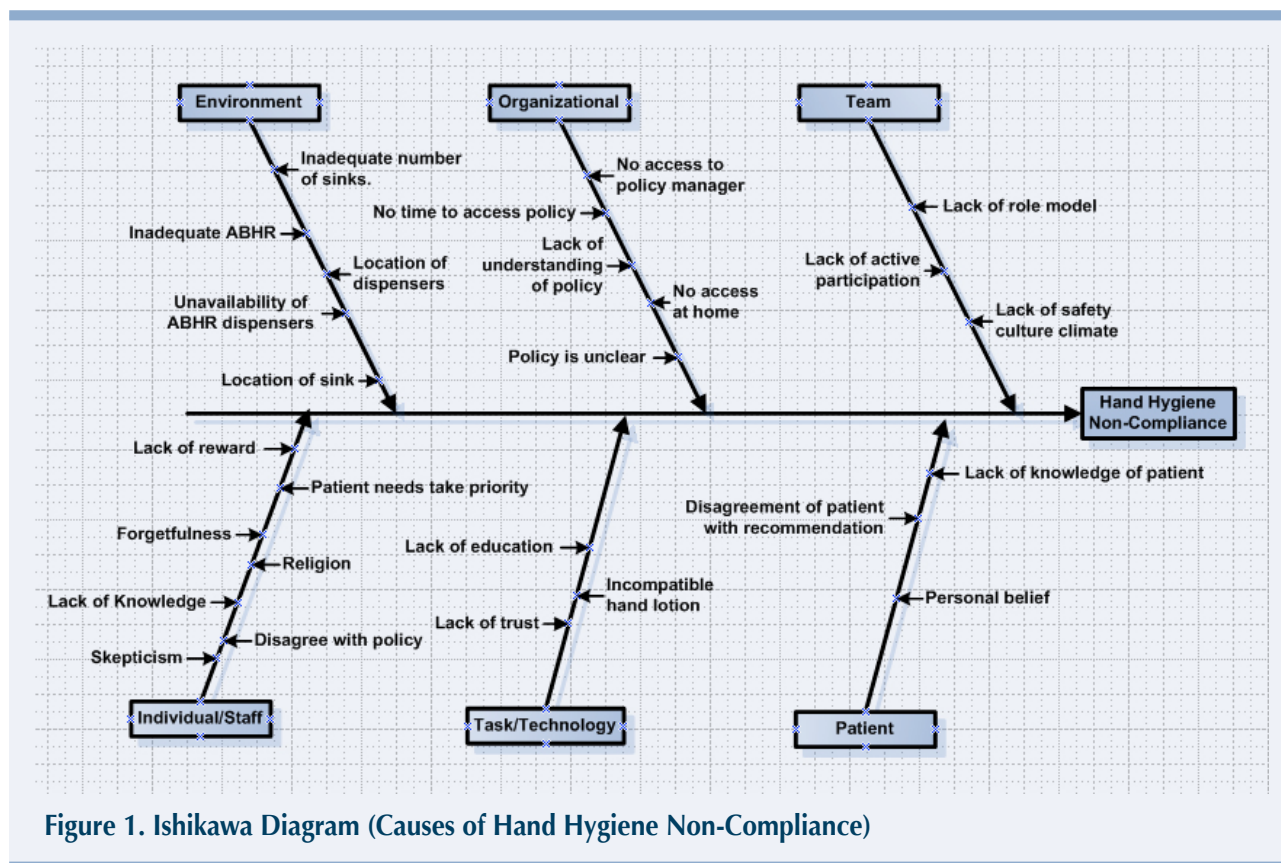 Environment
Organizational
Team
Inadequate number
of sinks.
Inadequate ABHR
Location of
dispensers
Unavailability of
ABHR dispensers
Location of sink
No access to
policy manager
No time to access policy
Lack of
understanding
of policy
No access
at home
Policy is unclear
Lack of role model
Lack of active
participation
Lack of safety
culture climate
Hand Hygiene
Non-Compliance
Lack of reward
Patient needs take priority
Forgetfulness
Religion
Lack of Knowledge
Disagree with policy
Skepticism
Individual/Staff
Lack of education
Incompatible
hand lotion
Lack of trust
Task/Technology
Lack of knowledge of patient
Disagreement of patient
with recommendation
Personal belief
Patient
Figure 1. Ishikawa Diagram (Causes of Hand Hygiene Non-Compliance)